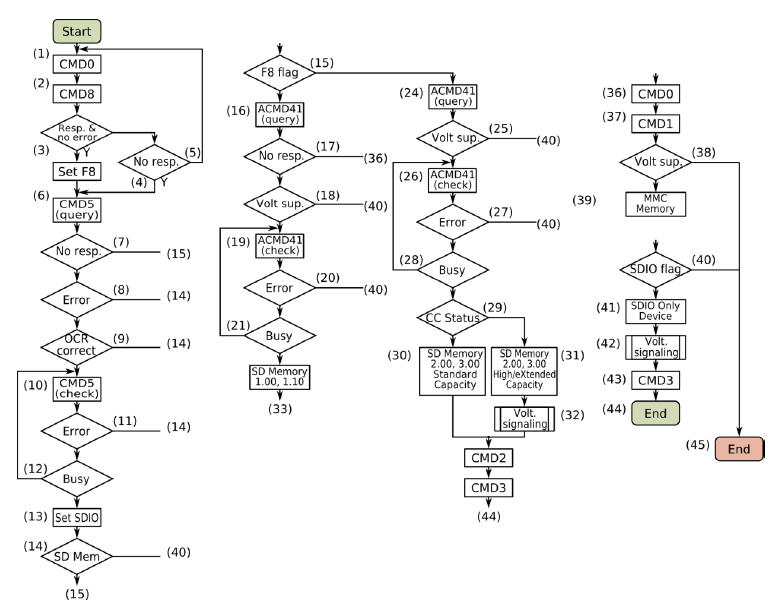 Start
(1)
CMD0
(2)
CMD8
Resp. &
no error
(3)
Y
No resp.
(5)
(4)
Y
Set F8
(6)
CMD5
(query)
No resp.
(7)
(15)
Error
(8)
(14)
OCR
correct
(9)
(14)
(10)
CMD5
(check)
Error
(11)
(14)
(12)
Busy
(13)
Set SDIO
(14)
SD Mem
(40)
(15)
F8 flag
(15)
(16)
ACMD41
(query)
No resp.
(17)
(36)
Volt sup.
(18)
(40)
(19)
ACMD41
(check)
Error
(20)
(40)
(21)
Busy
SD Memory
1.00, 1.10
(33)
(24)
ACMD41
(query)
Volt sup.
(25)
(40)
(26)
ACMD41
(check)
Error
(27)
(40)
(28)
Busy
CC Status
(29)
(30)
SD Memory
2.00, 3.00
Standard
Capacity
SD Memory
2.00, 3.00
High/eXtended
Capacity
(31)
Volt.
signaling
(32)
CMD2
CMD3
(44)
(36)
CMD0
(37)
CMD1
Volt sup.
(38)
(39)
MMC
Memory
SDIO flag
(40)
(41)
SDIO Only
Device
(42)
Volt.
signaling
(43)
CMD3
(44)
End
(45)
End